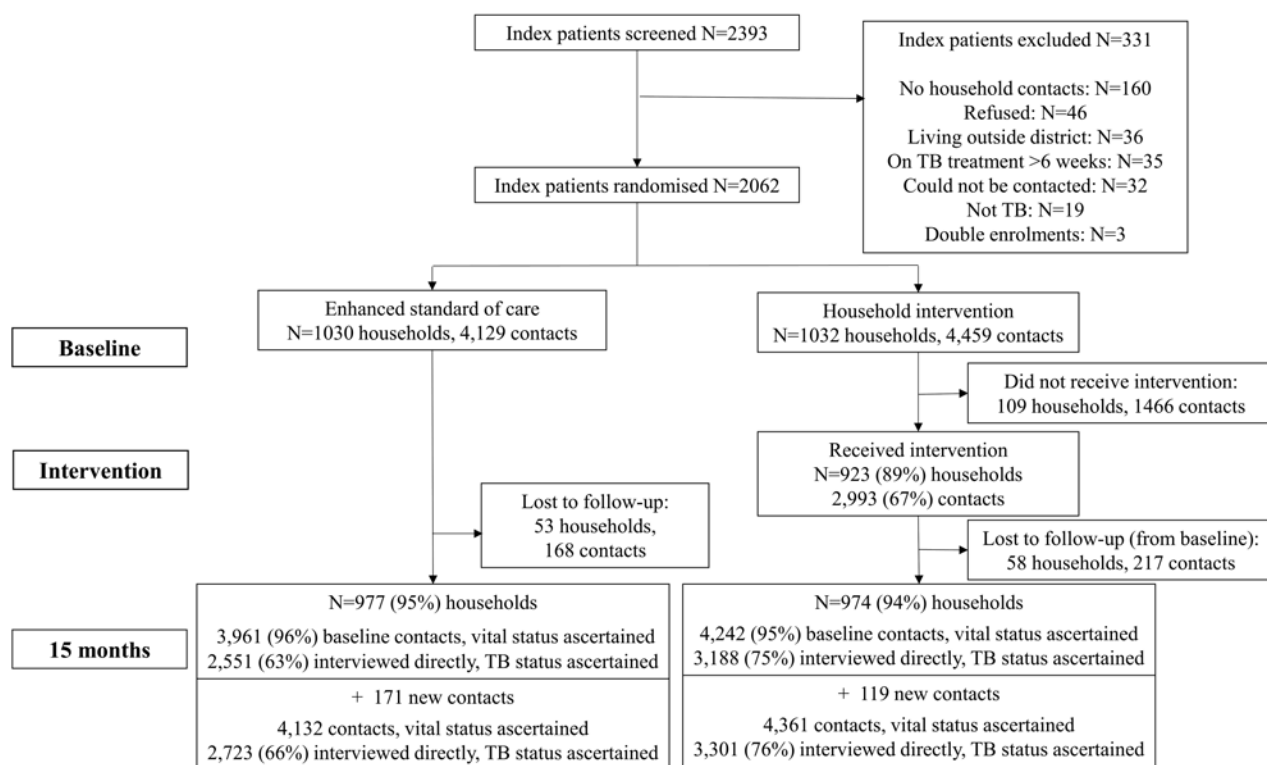 Index patients screened N=2393
Index patients excluded N=331
No household contacts: N=160
Refused: N=46
Living outside district: N=36
On TB treatment >6 weeks: N=35
Could not be contacted: N=32
Not TB: N=19
Double enrolments: N=3
Index patients randomised N=2062
Baseline
Enhanced standard of care
N=1030 households, 4,129 contacts
Household intervention
N=1032 households, 4,459 contacts
Did not receive intervention:
109 households, 1466 contacts
Intervention
Received intervention
N=923 (89%) households
2,993 (67%) contacts
Lost to follow-up:
53 households,
168 contacts
Lost to follow-up (from baseline):
58 households, 217 contacts
15 months
N=977 (95%) households
3,961 (96%) baseline contacts, vital status ascertained
2,551 (63%) interviewed directly, TB status ascertained
+ 171 new contacts
4,132 contacts, vital status ascertained
2,723 (66%) interviewed directly, TB status ascertained
N=974 (94%) households
4,242 (95%) baseline contacts, vital status ascertained
3,188 (75%) interviewed directly, TB status ascertained
+ 119 new contacts
4,361 contacts, vital status ascertained
3,301 (76%) interviewed directly, TB status ascertained